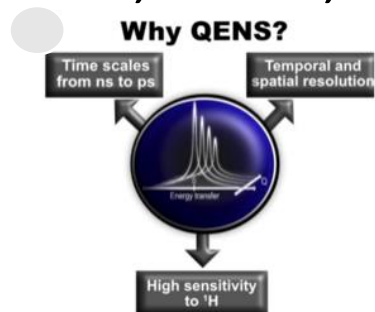 Why QENS?
Time scales
from ns to ps
Temporal and
spatial resolution
Q
Energy transfer
High sensitivity
to ¹H